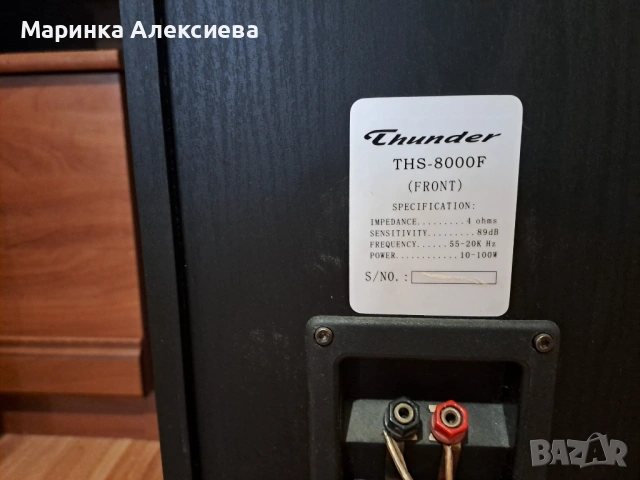 Маринка Алексиева
Thunder
THS-8000F
(FRONT)
SPECIFICATION:
IMPEDANCE.........4 ohms
SENSITIVITY.........89dB
FREQUENCY......55-20K Hz
POWER............10-100W
S/NO.:
BAZAR